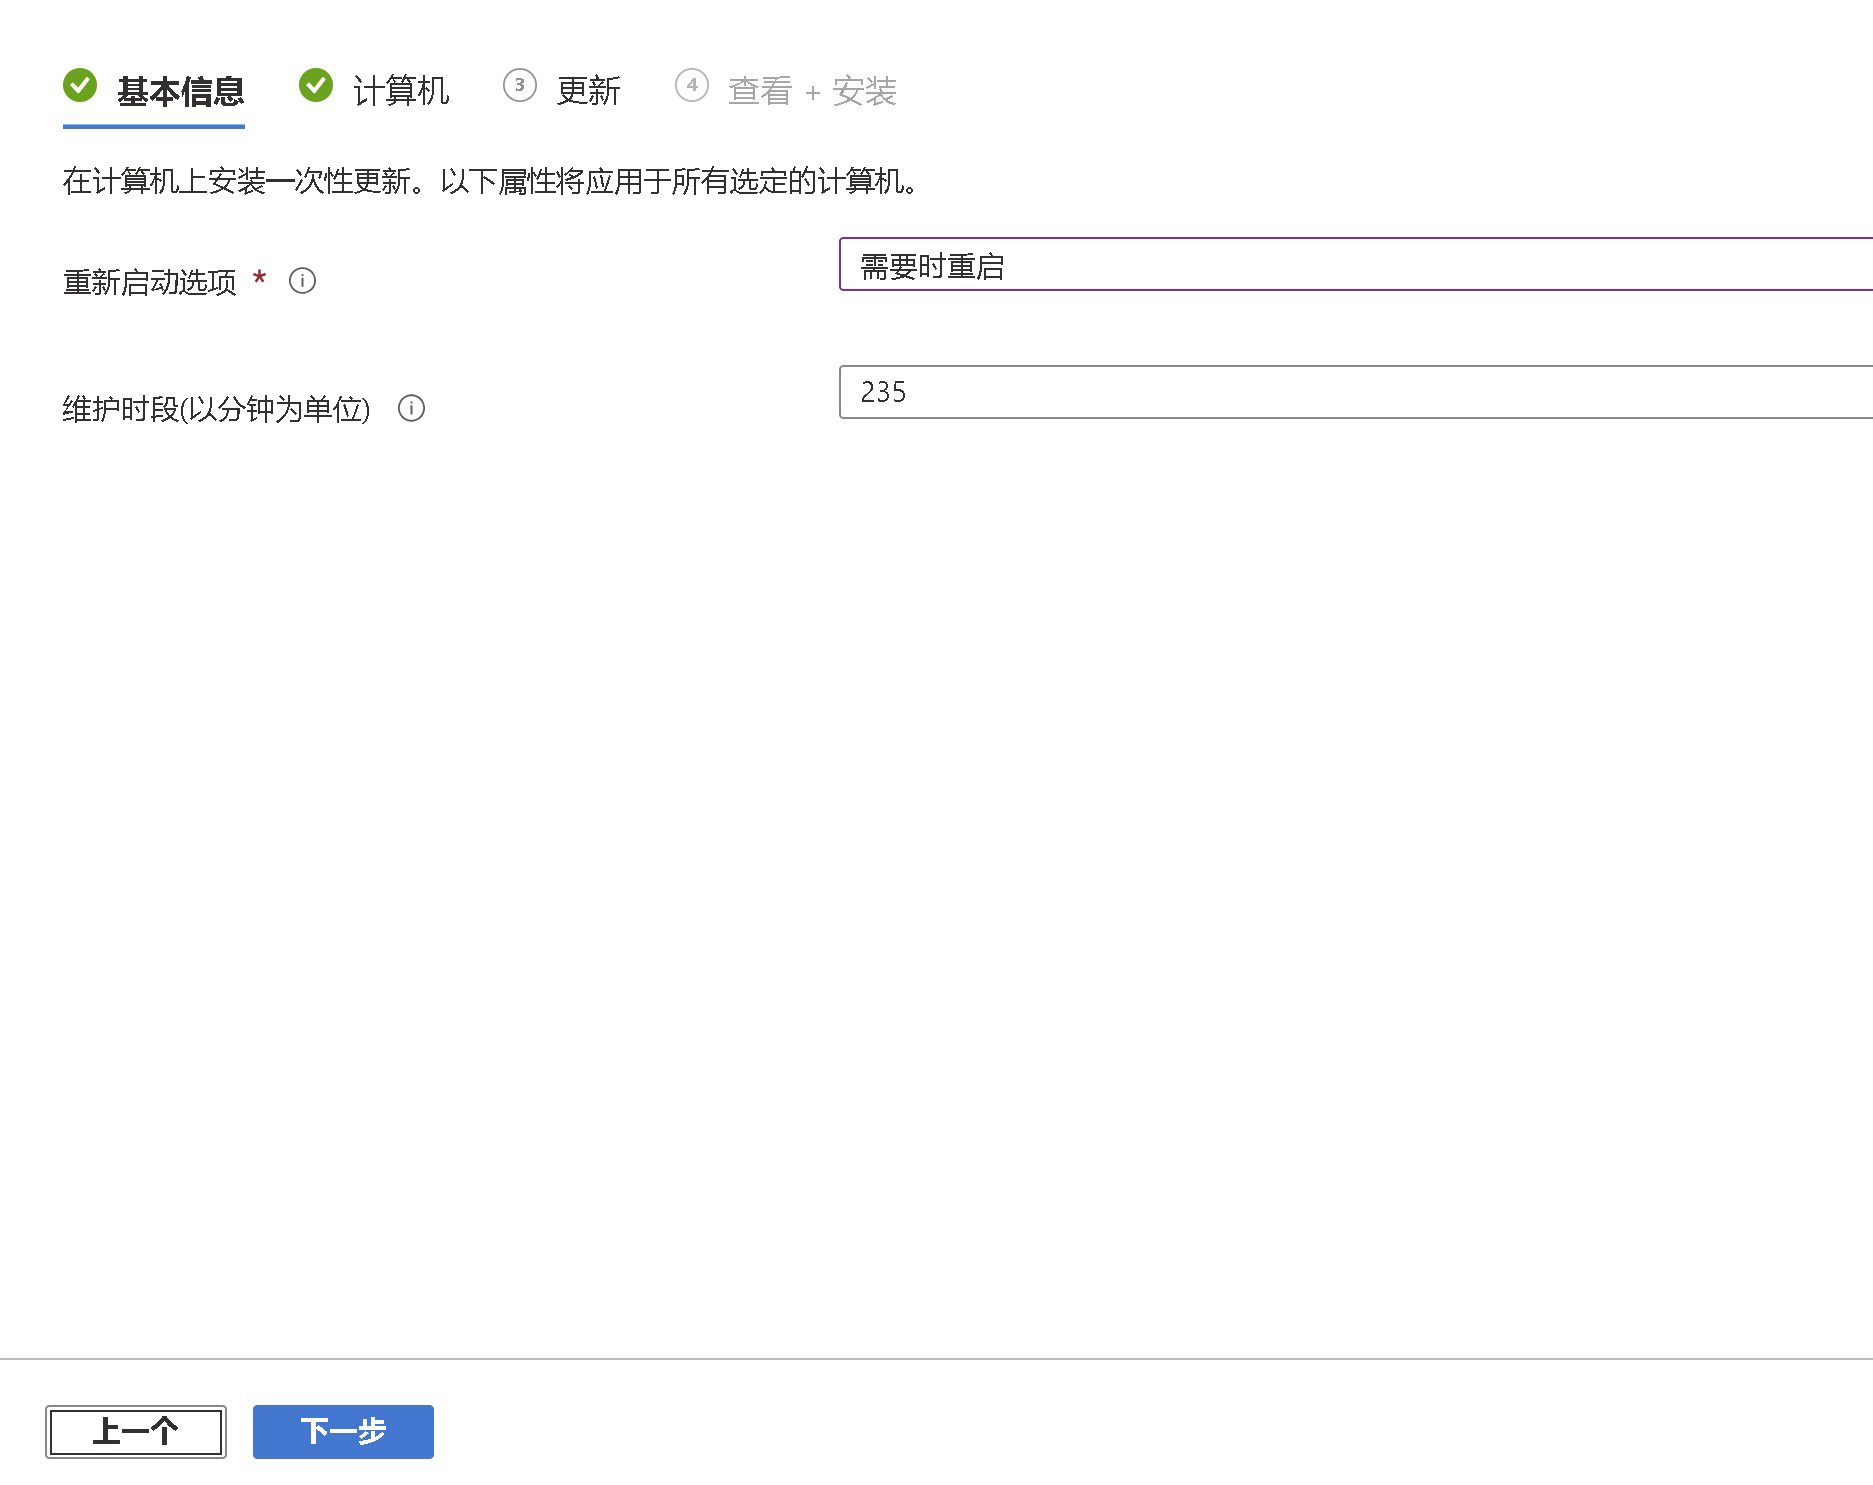 基本信息 计算机 3 更新 4 查看 + 安装
在计算机上安装一次性更新。以下属性将应用于所有选定的计算机。
重新启动选项 * 需要时重启
维护时段(以分钟为单位) 235
上一个 下一步